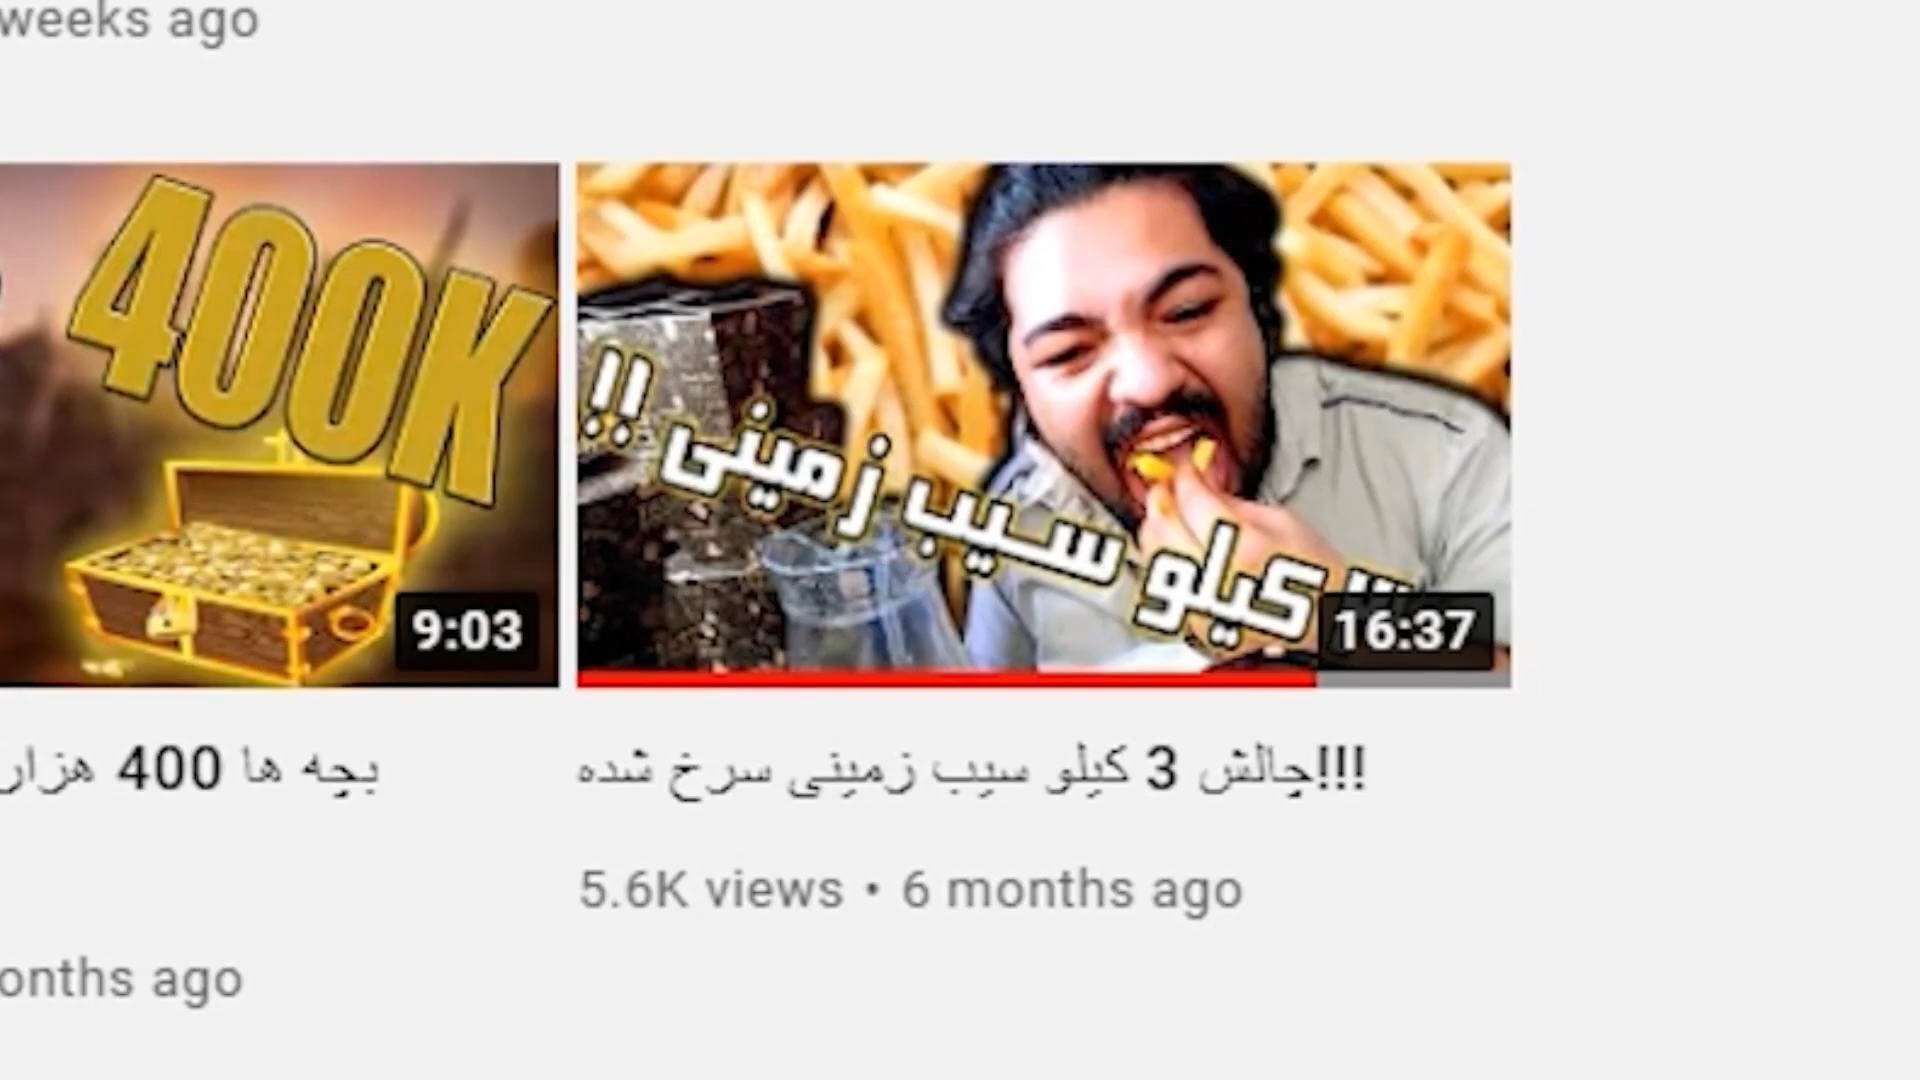 weeks ago
400K
9:03
کیلو سیب زمینی !!
16:37
بچه ها 400 هزار
چالش 3 کیلو سیب زمینی سرخ شده!!!
5.6K views • 6 months ago
onths ago